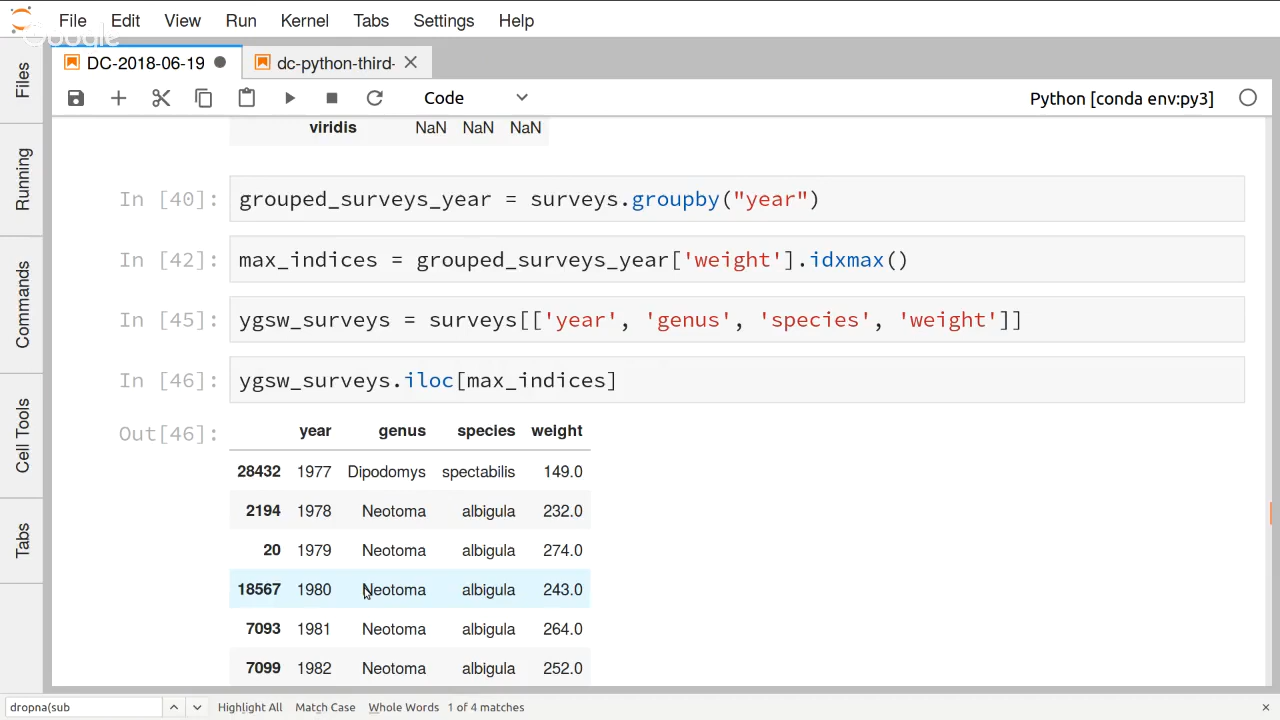 File Edit View Run Kernel Tabs Settings Help
Google
DC-2018-06-19 dc-python-third-
Code Python [conda env:py3]
Files
Running
Commands
Cell Tools
Tabs
viridis NaN NaN NaN
In [40]: grouped_surveys_year = surveys.groupby("year")
In [42]: max_indices = grouped_surveys_year['weight'].idxmax()
In [45]: ygsw_surveys = surveys[['year', 'genus', 'species', 'weight']]
In [46]: ygsw_surveys.iloc[max_indices]
Out[46]:
year genus species weight
28432 1977 Dipodomys spectabilis 149.0
2194 1978 Neotoma albigula 232.0
20 1979 Neotoma albigula 274.0
18567 1980 Neotoma albigula 243.0
7093 1981 Neotoma albigula 264.0
7099 1982 Neotoma albigula 252.0
dropna(sub Highlight All Match Case Whole Words 1 of 4 matches